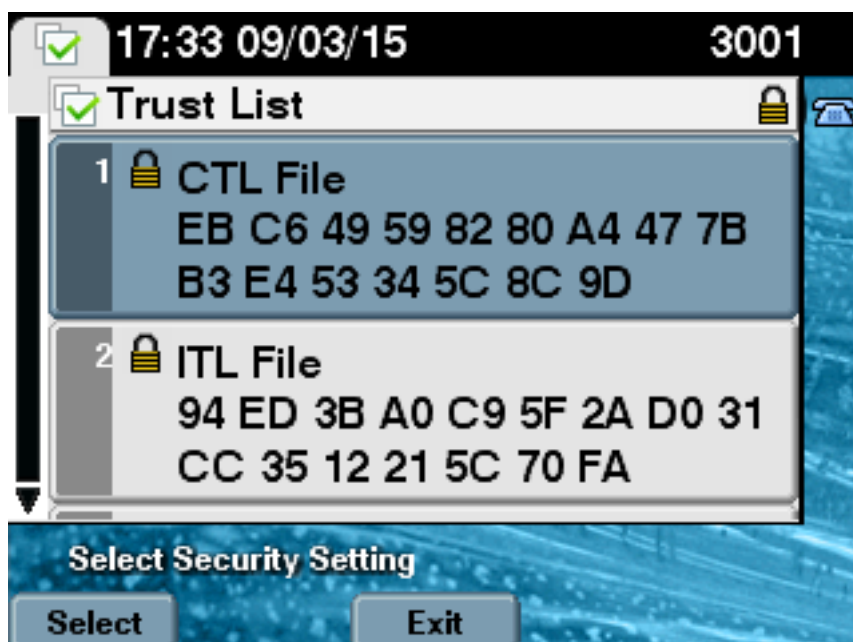 17:33 09/03/15 3001
Trust List
1 CTL File
EB C6 49 59 82 80 A4 47 7B
B3 E4 53 34 5C 8C 9D
2 ITL File
94 ED 3B A0 C9 5F 2A D0 31
CC 35 12 21 5C 70 FA
Select Security Setting
Select Exit